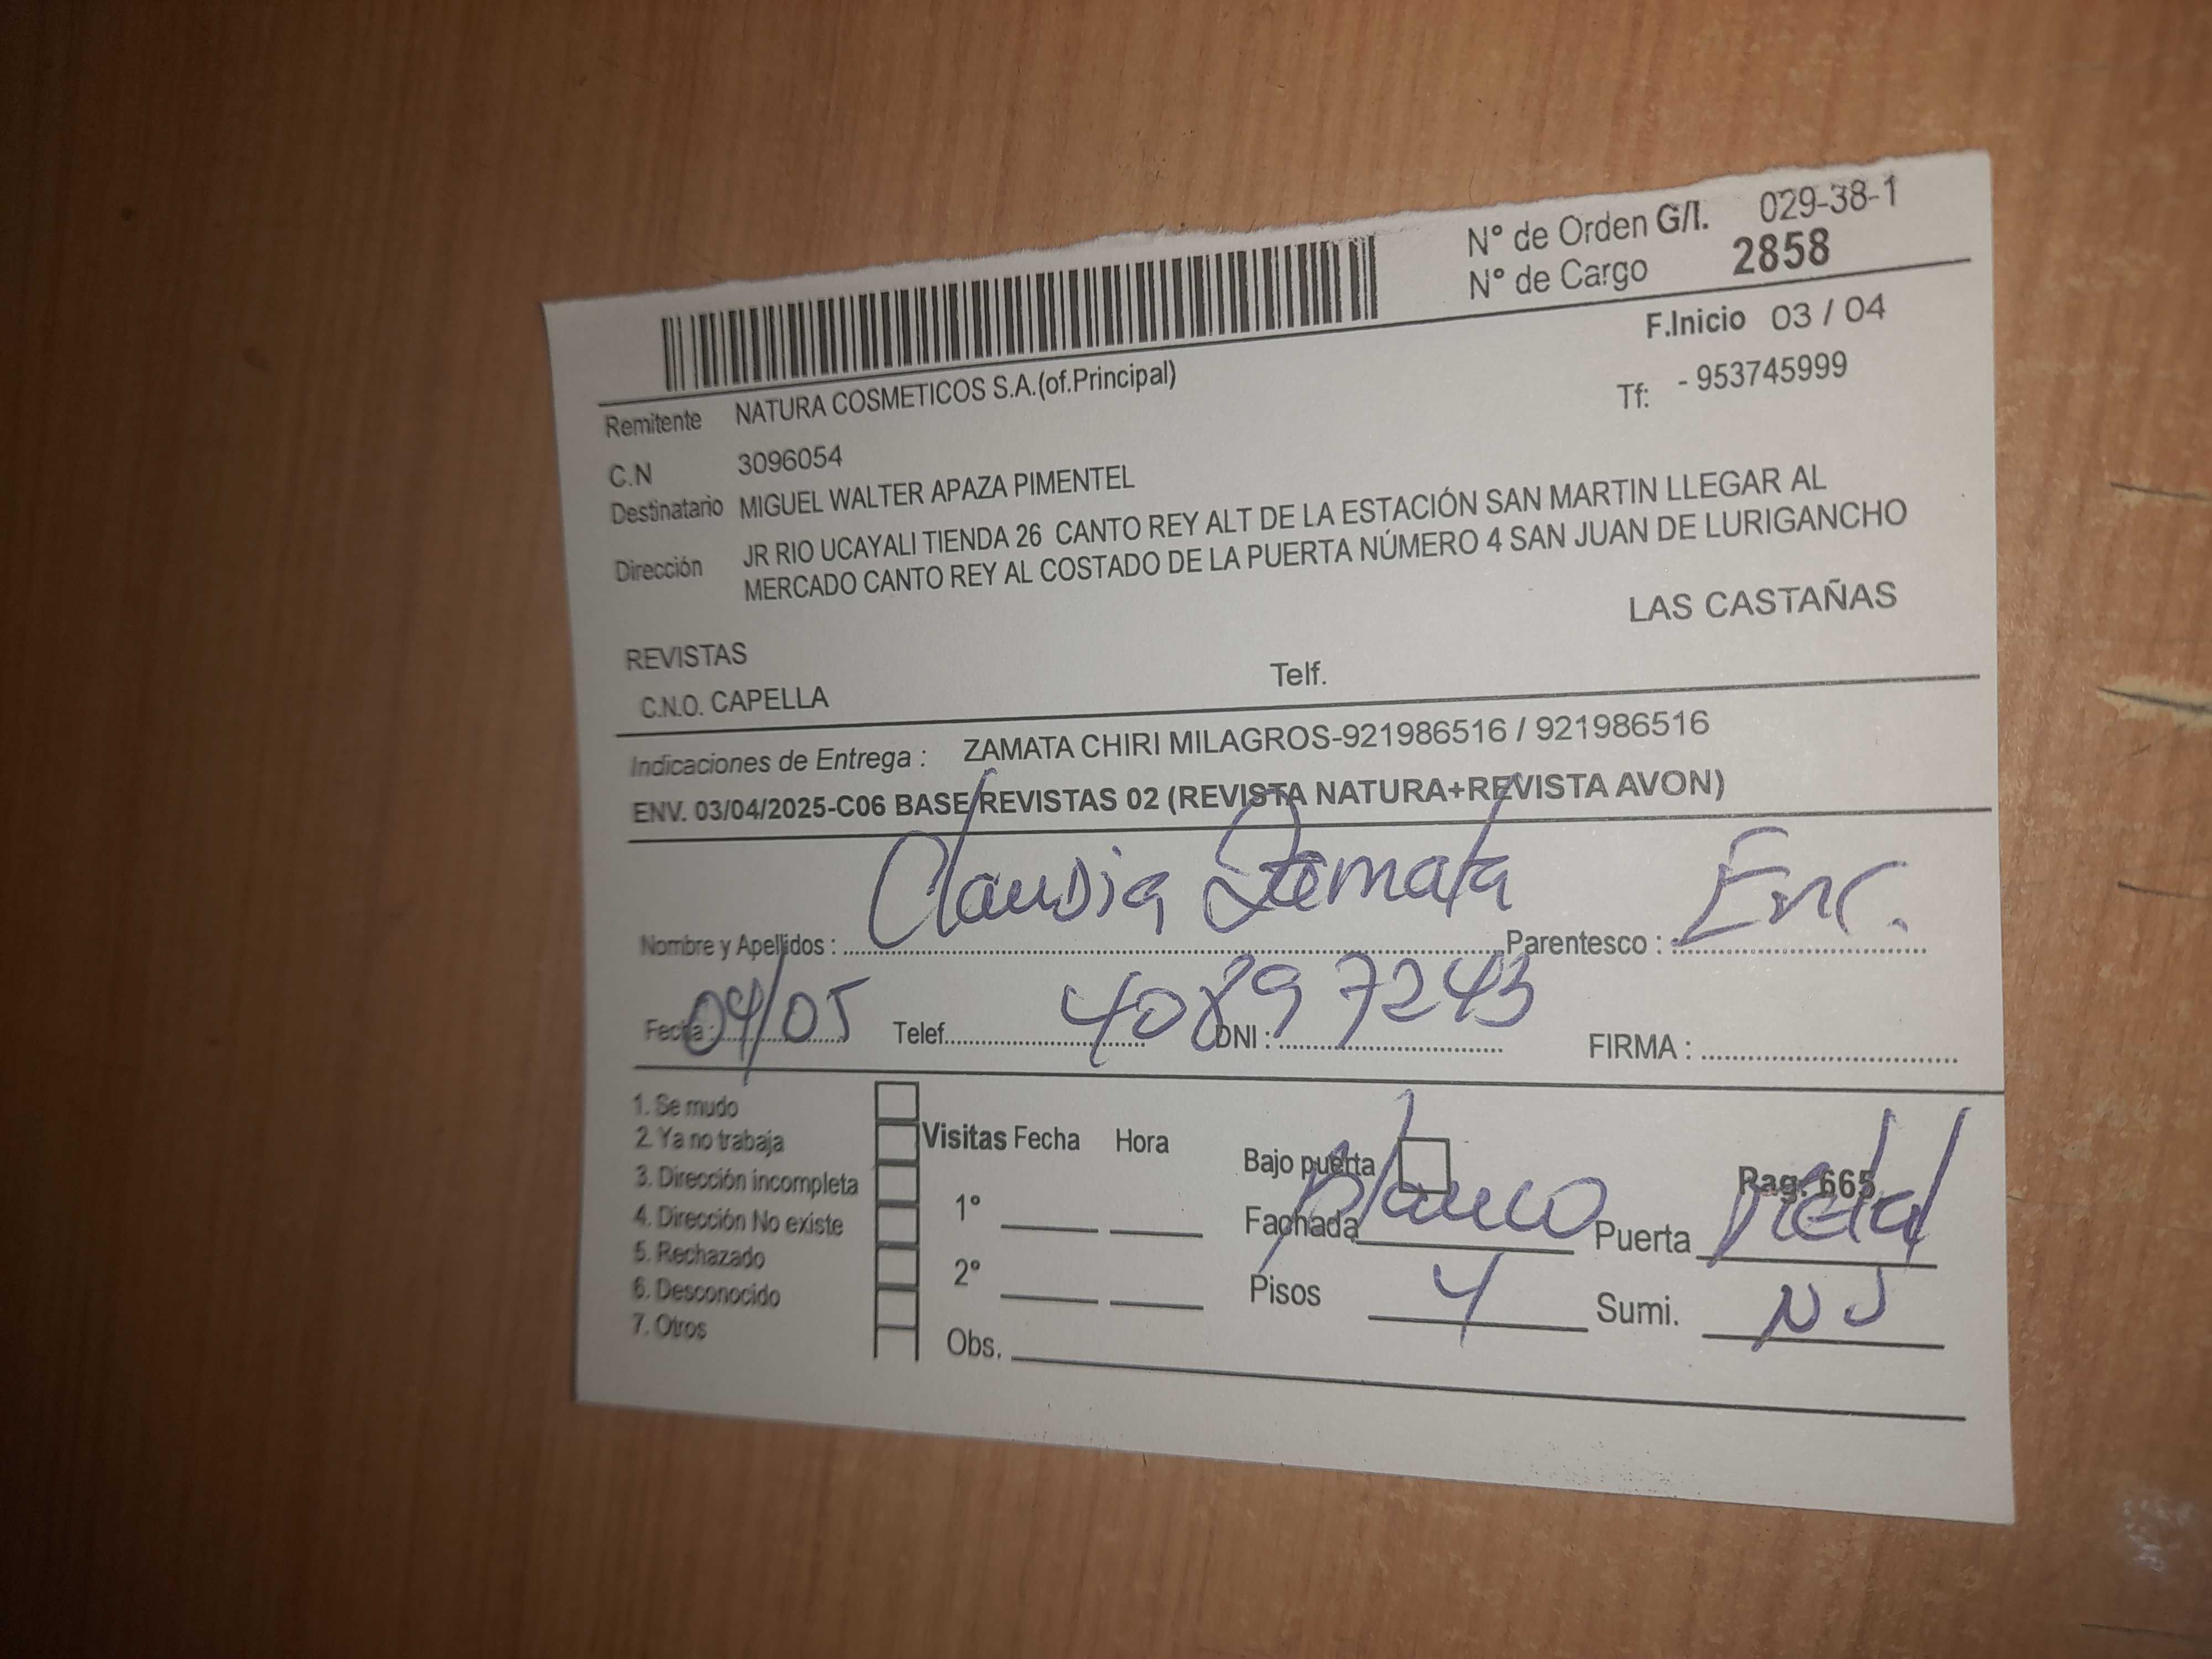 N° de Orden G/I. 029-38-1
N° de Cargo 2858
F.Inicio 03 / 04
Remitente NATURA COSMETICOS S.A.(of.Principal)
Tf: - 953745999
C.N 3096054
Destinatario MIGUEL WALTER APAZA PIMENTEL
Dirección JR RIO UCAYALI TIENDA 26 CANTO REY ALT DE LA ESTACIÓN SAN MARTIN LLEGAR AL
MERCADO CANTO REY AL COSTADO DE LA PUERTA NÚMERO 4 SAN JUAN DE LURIGANCHO
LAS CASTAÑAS
REVISTAS
C.N.O. CAPELLA Telf.
Indicaciones de Entrega : ZAMATA CHIRI MILAGROS-921986516 / 921986516
ENV. 03/04/2025-C06 BASE REVISTAS 02 (REVISTA NATURA+REVISTA AVON)
Nombre y Apellidos : Claudia Zamata Parentesco : Enc.
Fecha : 04/05 Telef. DNI : 40897243 FIRMA :
1. Se mudo
2. Ya no trabaja
3. Dirección incompleta
4. Dirección No existe
5. Rechazado
6. Desconocido
7. Otros
Visitas Fecha Hora
1°
2°
Obs.
Bajo puerta Pag. 665
Fachada blanco Puerta Metal
Pisos 4 Sumi.